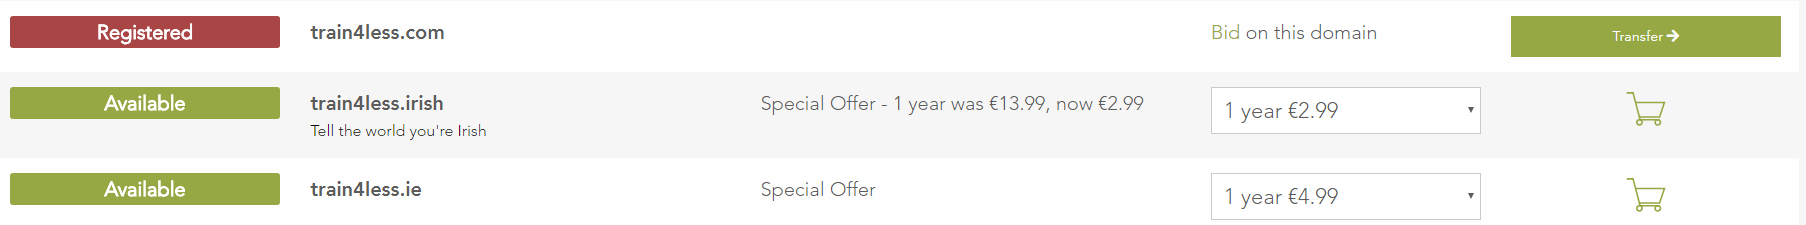 Registered train4less.com Bid on this domain Transfer
Available train4less.irish Special Offer - 1 year was €13.99, now €2.99 1 year €2.99
Tell the world you're Irish
Available train4less.ie Special Offer 1 year €4.99